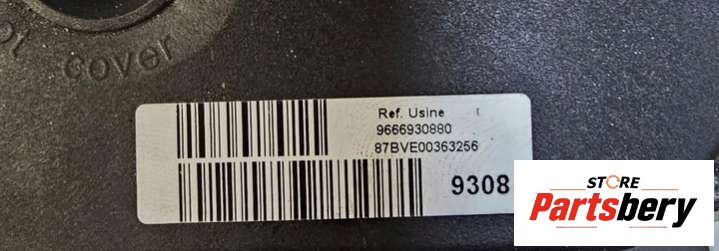 cover
Ref. Usine
9666930880
87BVE00363256
9308
STORE
Partsbery